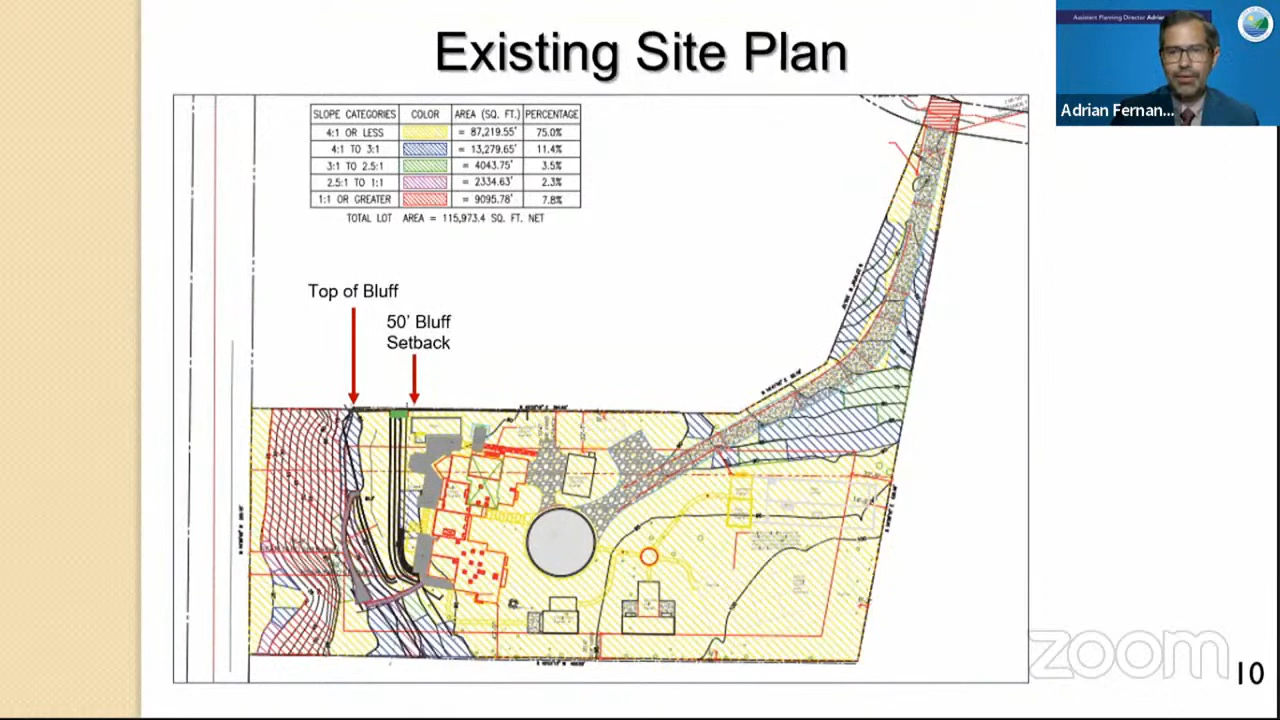 Existing Site Plan
Assistant Planning Director Adrian
Adrian Fernan...
SLOPE CATEGORIES COLOR AREA (SQ. FT.) PERCENTAGE
4:1 OR LESS = 87,219.55' 75.0%
4:1 TO 3:1 = 13,279.65' 11.4%
3:1 TO 2.5:1 = 4043.75' 3.5%
2.5:1 TO 1:1 = 2334.63' 2.3%
1:1 OR GREATER = 9095.78' 7.8%
TOTAL LOT AREA = 115,973.4 SQ. FT. NET
Top of Bluff
50' Bluff
Setback
zoom
10